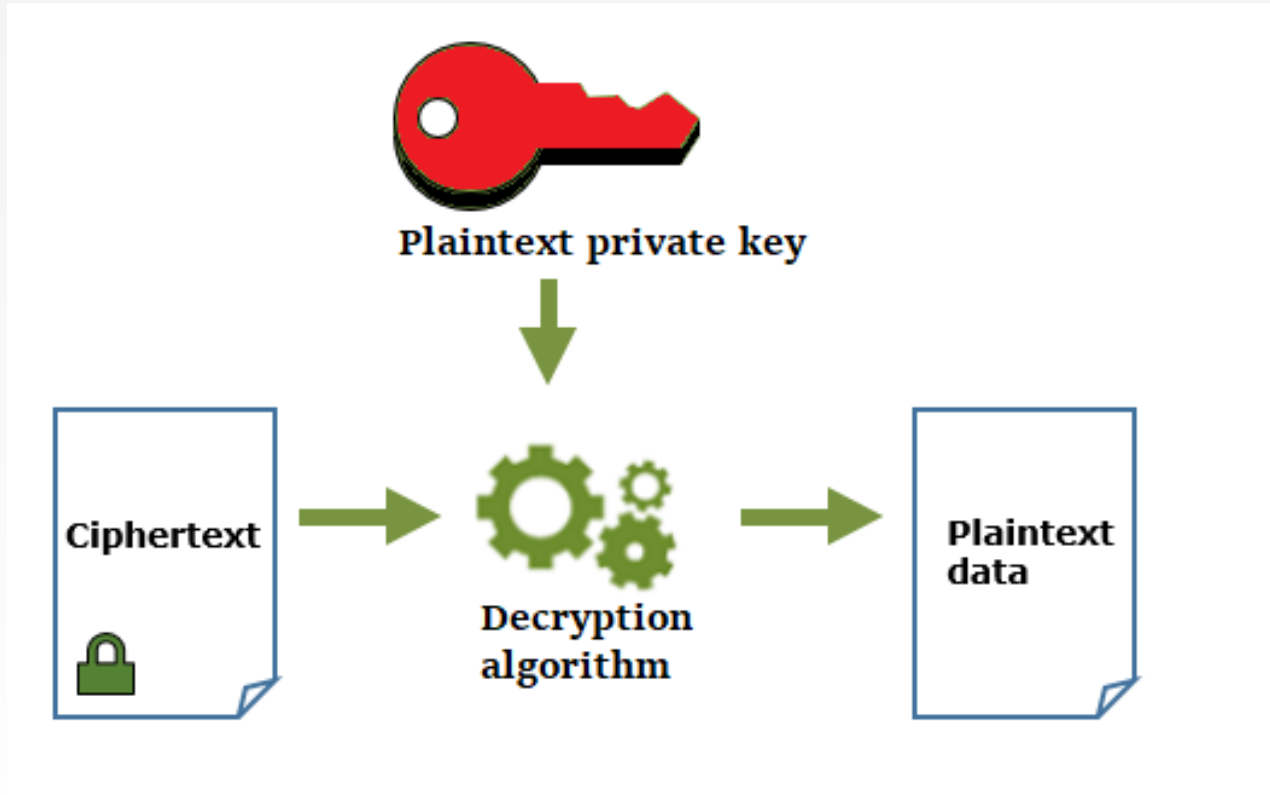 Plaintext private key
Ciphertext
Decryption
algorithm
Plaintext
data